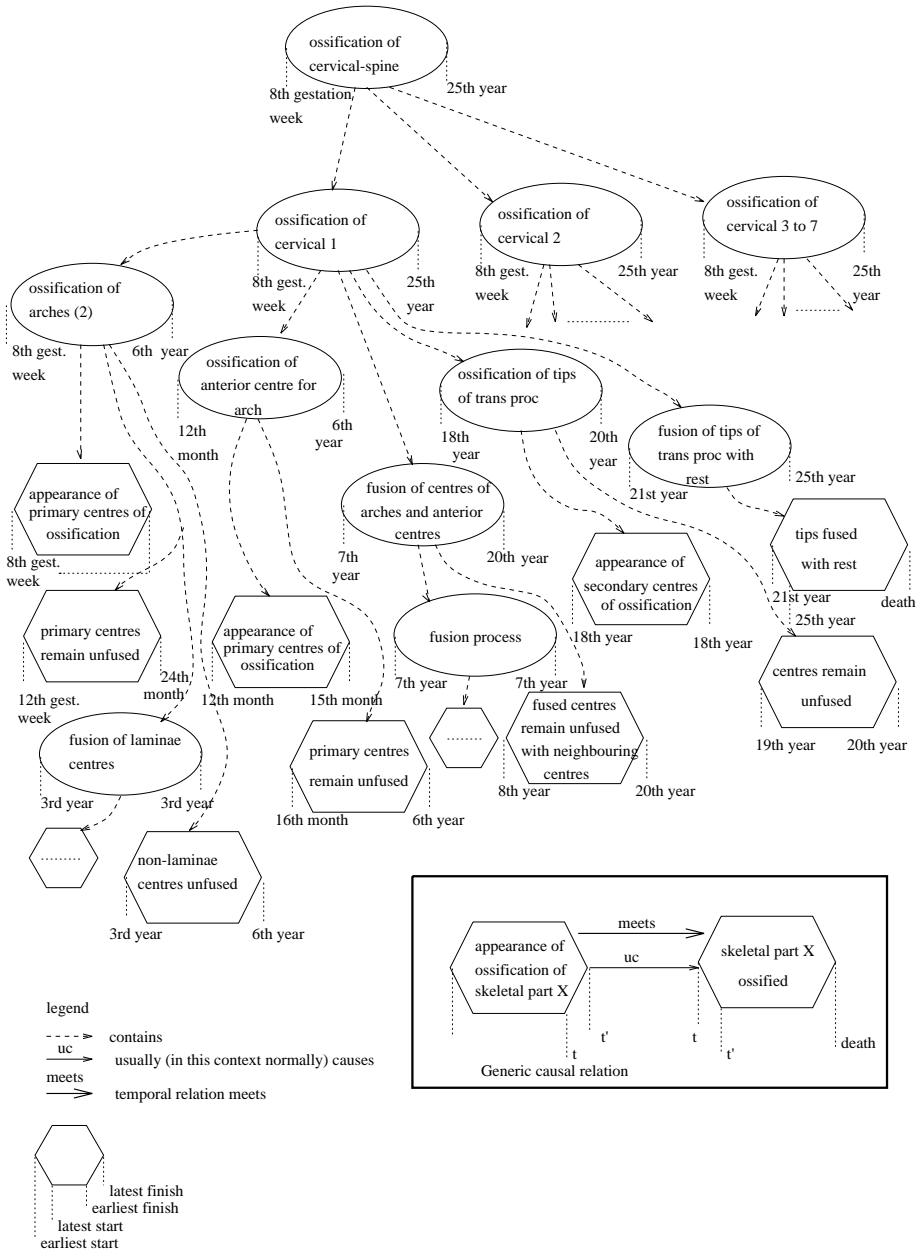 ossification of
cervical-spine
8th gestation
week
25th year
ossification of
cervical 1
8th gest.
week
25th
year
ossification of
cervical 2
8th gest.
week
25th year
ossification of
cervical 3 to 7
8th gest.
week
25th
year
ossification of
arches (2)
8th gest.
week
6th year
ossification of
anterior centre for
arch
12th
month
6th
year
ossification of tips
of trans proc
18th
year
20th
year
fusion of tips of
trans proc with
rest
21st year
25th year
appearance of
primary centres of
ossification
8th gest.
week
fusion of centres of
arches and anterior
centres
7th
year
20th year
appearance of
secondary centres
of ossification
18th year
18th year
tips fused
with rest
21st year
25th year
death
primary centres
remain unfused
12th gest.
week
24th
month
appearance of
primary centres of
ossification
12th month
15th month
fusion process
7th year
7th year
centres remain
unfused
19th year
20th year
fusion of laminae
centres
3rd year
3rd year
primary centres
remain unfused
16th month
6th year
..........
fused centres
remain unfused
with neighbouring
centres
8th year
20th year
............
non-laminae
centres unfused
3rd year
6th year
appearance of
ossification of
skeletal part X
meets
uc
skeletal part X
ossified
t
t'
t
t'
death
Generic causal relation
legend
contains
uc
usually (in this context normally) causes
meets
temporal relation meets
latest finish
earliest finish
latest start
earliest start